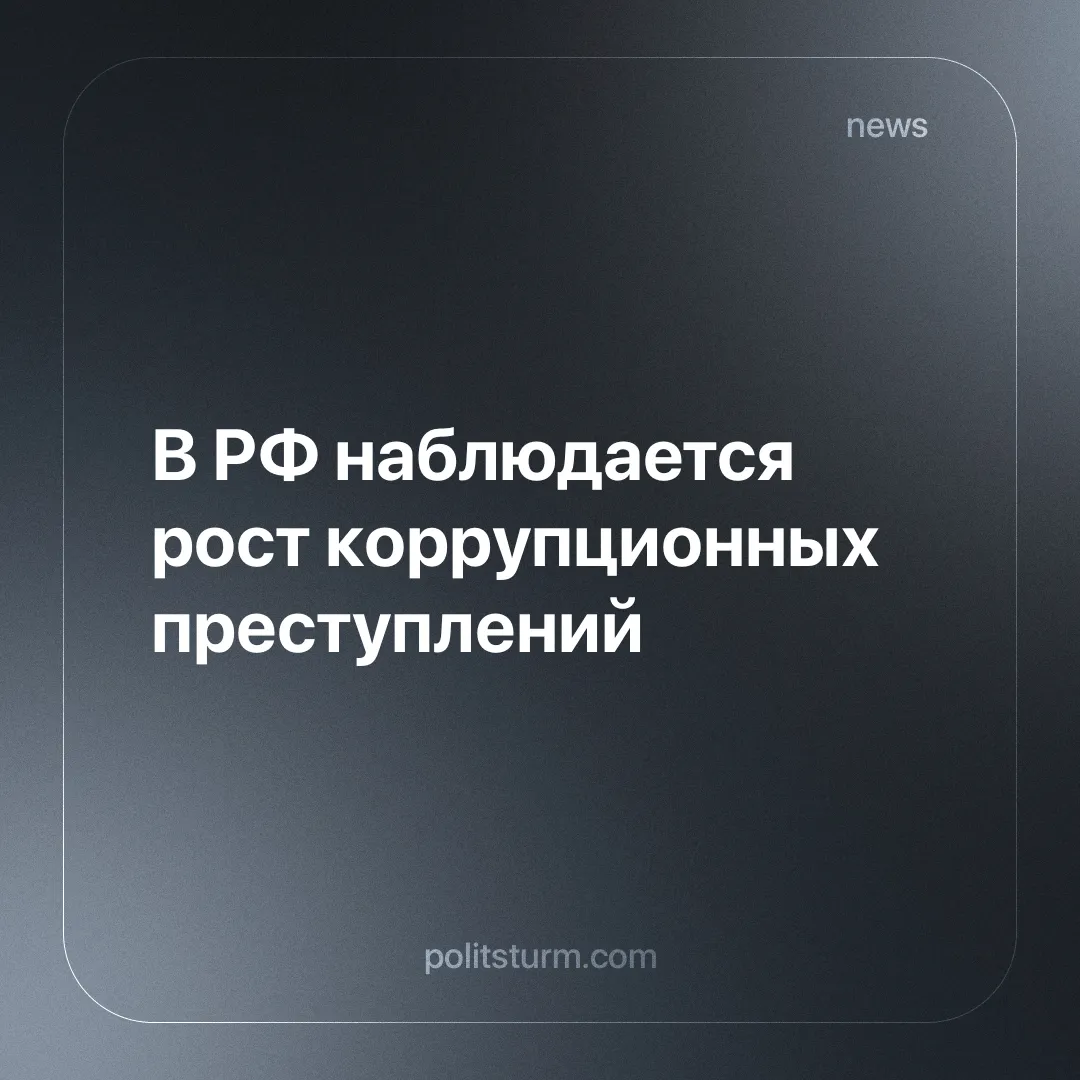 news
В РФ наблюдается
рост коррупционных
преступлений
politsturm.com